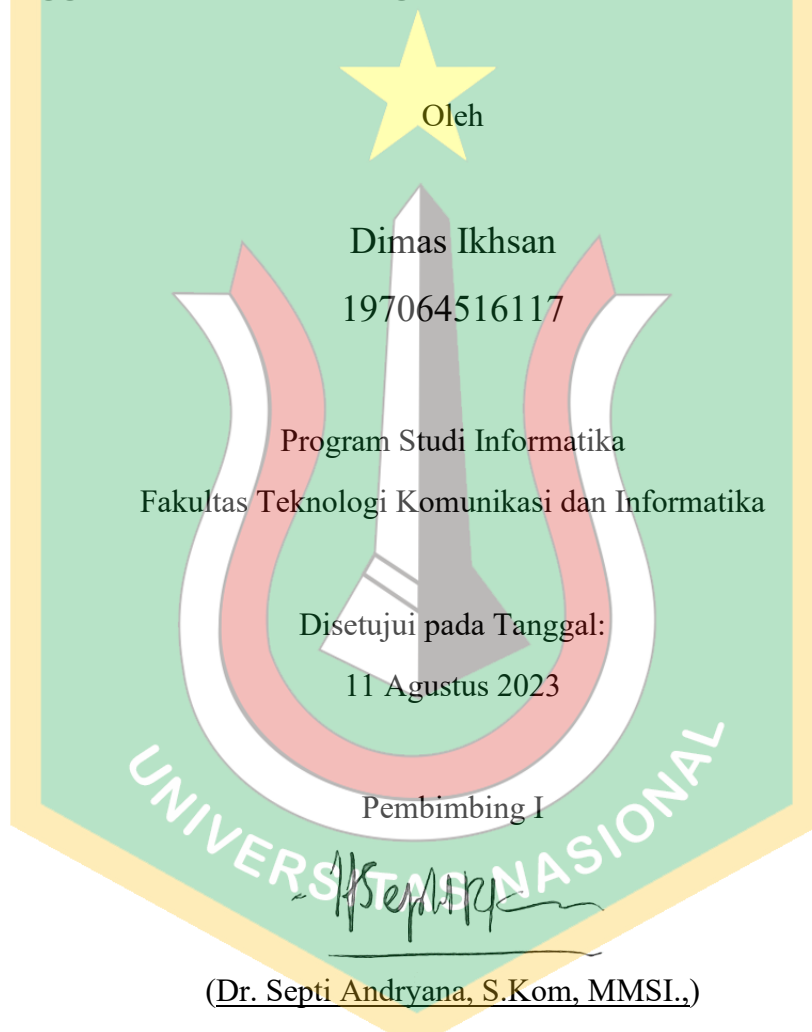 Oleh
Dimas Ikhsan
197064516117
Program Studi Informatika
Fakultas Teknologi Komunikasi dan Informatika
Disetujui pada Tanggal:
11 Agustus 2023
Pembimbing I
UNIVERSITAS NASIONAL
(Dr. Septi Andryana, S.Kom, MMSI.,)